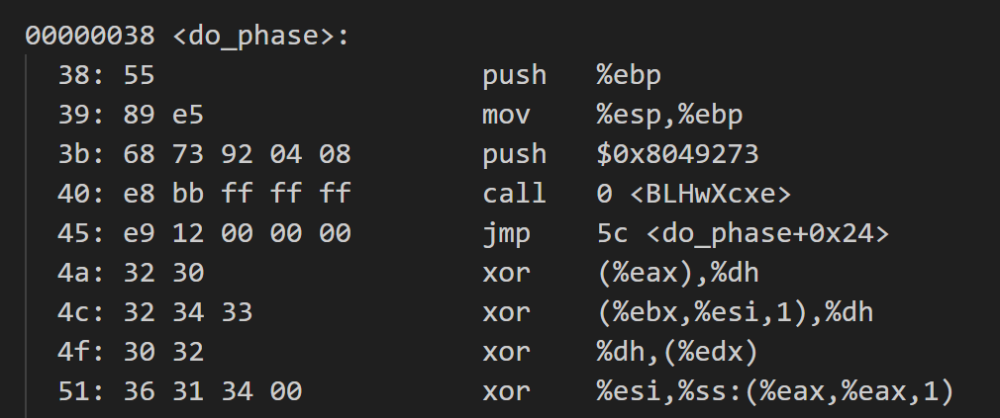 00000038 <do_phase>:
38: 55 push %ebp
39: 89 e5 mov %esp,%ebp
3b: 68 73 92 04 08 push $0x8049273
40: e8 bb ff ff ff call 0 <BLHwXcxe>
45: e9 12 00 00 00 jmp 5c <do_phase+0x24>
4a: 32 30 xor (%eax),%dh
4c: 32 34 33 xor (%ebx,%esi,1),%dh
4f: 30 32 xor %dh,(%edx)
51: 36 31 34 00 xor %esi,%ss:(%eax,%eax,1)